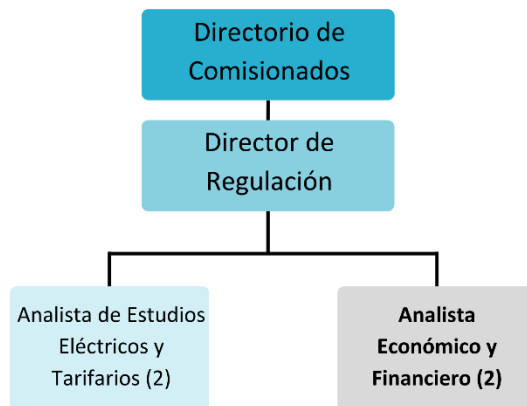 Directorio de
Comisionados
Director de
Regulación
Analista de Estudios
Eléctricos y
Tarifarios (2)
Analista
Económico y
Financiero (2)